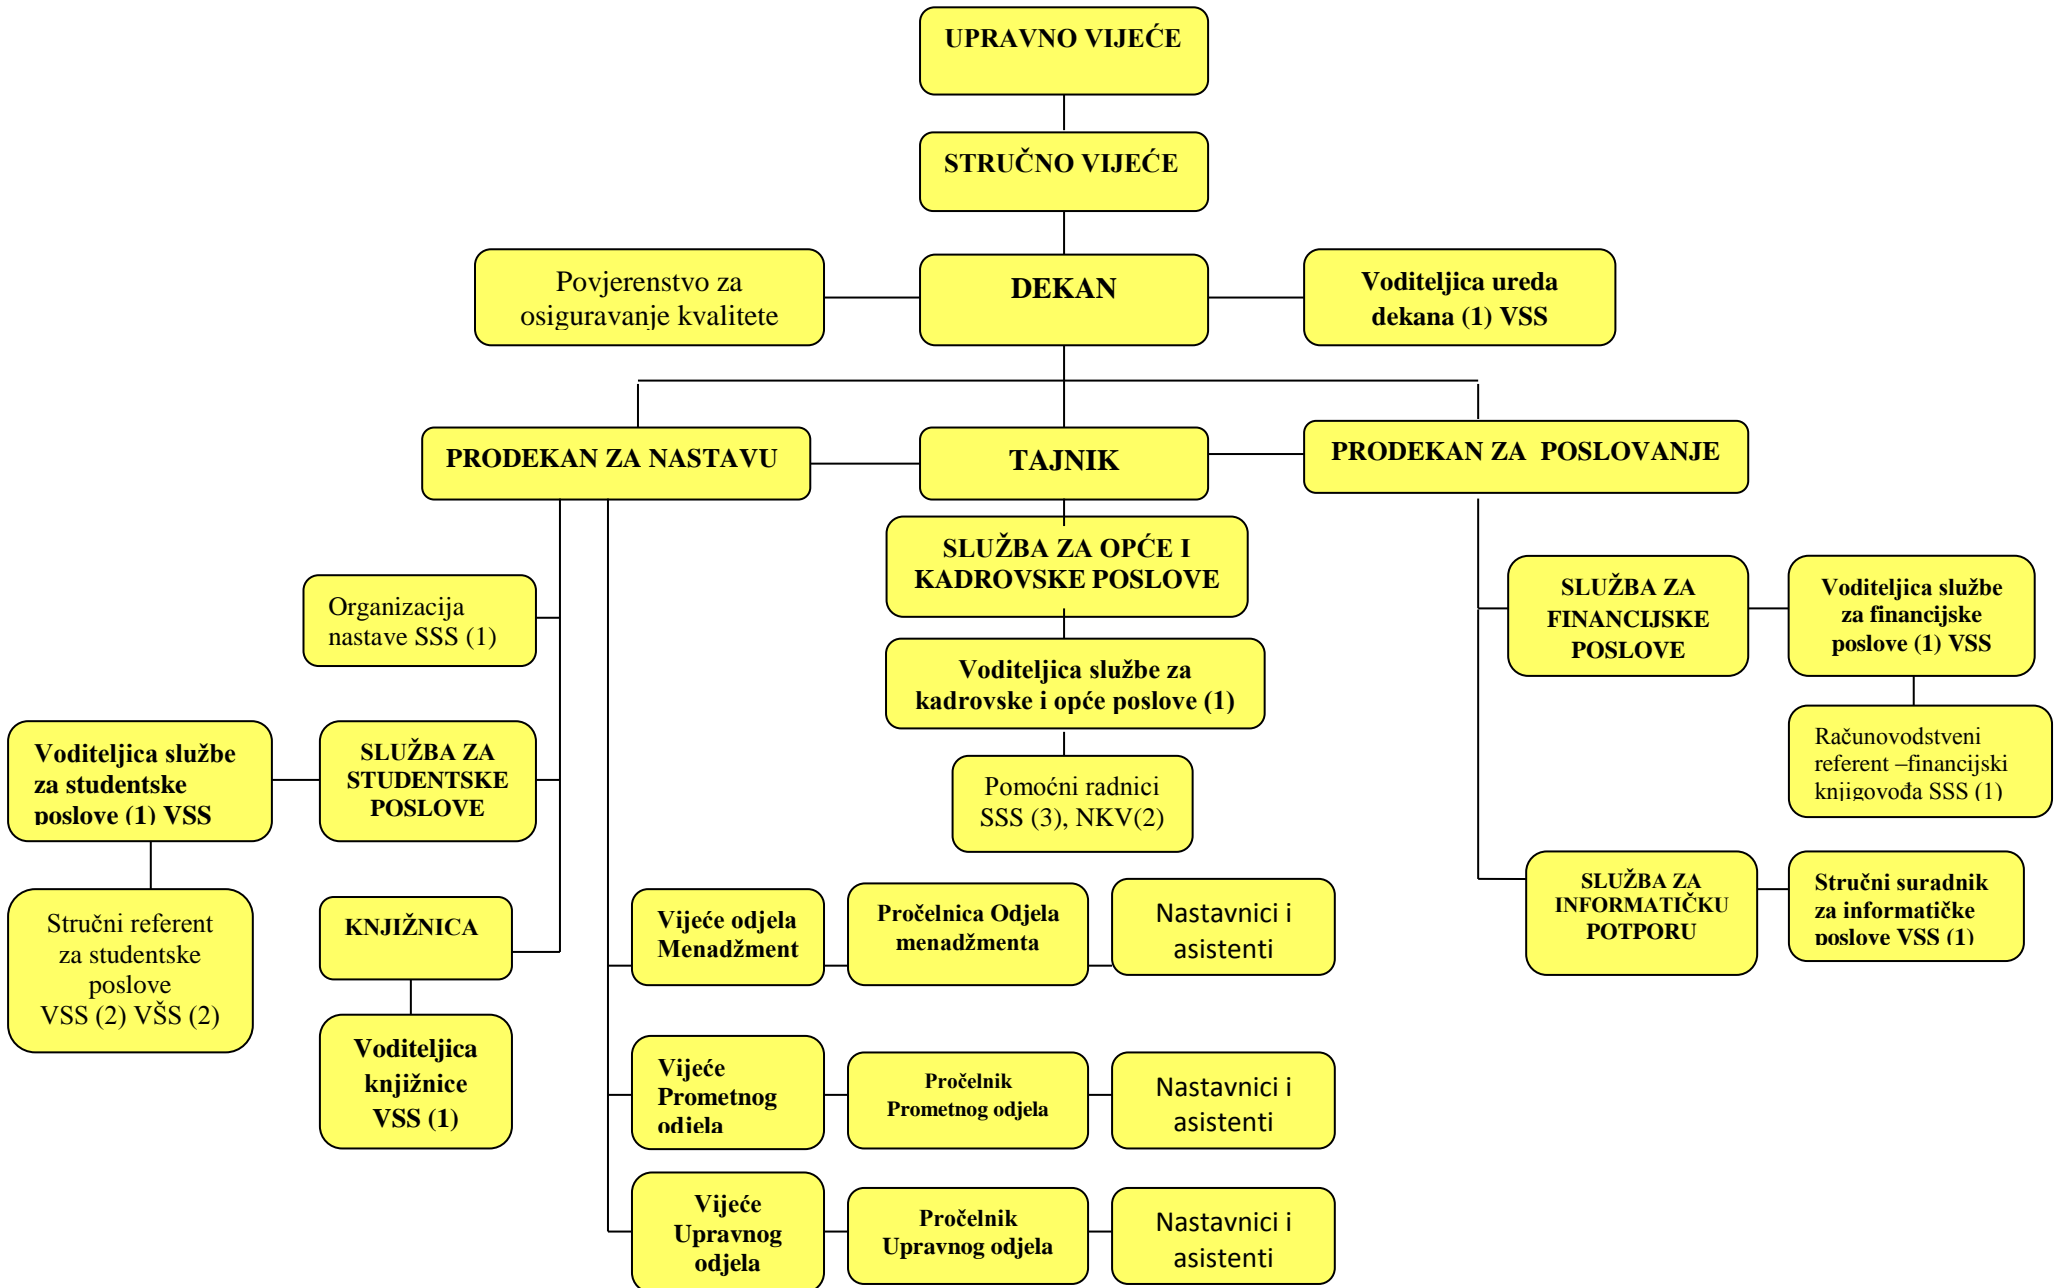 UPRAVNO VIJEĆE
STRUČNO VIJEĆE
Povjerenstvo za
osiguravanje kvalitete
DEKAN
Voditeljica ureda
dekana (1) VSS
PRODEKAN ZA NASTAVU
TAJNIK
PRODEKAN ZA  POSLOVANJE
SLUŽBA ZA OPĆE I
KADROVSKE POSLOVE
Organizacija
nastave SSS (1)
SLUŽBA ZA
FINANCIJSKE
POSLOVE
Voditeljica službe
za financijske
poslove (1) VSS
Voditeljica službe za
kadrovske i opće poslove (1)
Voditeljica službe
za studentske
poslove (1) VSS
SLUŽBA ZA
STUDENTSKE
POSLOVE
Pomoćni radnici
SSS (3), NKV(2)
Računovodstveni
referent –financijski
knjigovođa SSS (1)
Stručni referent
za studentske
poslove
VSS (2) VŠS (2)
KNJIŽNICA
Voditeljica
knjižnice
VSS (1)
Vijeće odjela
Menadžment
Pročelnica Odjela
menadžmenta
Nastavnici i
asistenti
SLUŽBA ZA
INFORMATIČKU
POTPORU
Stručni suradnik
za informatičke
poslove VSS (1)
Vijeće
Prometnog
odjela
Pročelnik
Prometnog odjela
Nastavnici i
asistenti
Vijeće
Upravnog
odjela
Pročelnik
Upravnog odjela
Nastavnici i
asistenti